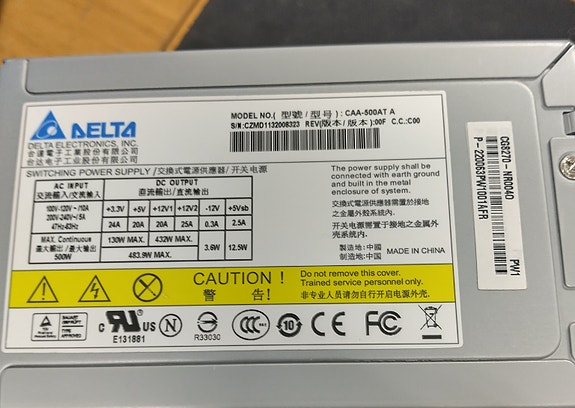 DELTA
DELTA ELECTRONICS, INC.
台達電子工業股份有限公司
台达电子工业股份有限公司
MODEL NO.( 型號/型号) : CAA-500AT A
S/N:CZMD1132008323 REV(版本/版本):00F C.C.:C00
SWITCHING POWER SUPPLY /交換式電源供應器/开关电源
AC INPUT
交流輸入/交流输入
DC OUTPUT
直流輸出/直流输出
100V-120V~/10A
200V-240V~/5A
47Hz-63Hz
+3.3V +5V +12V1 +12V2 -12V +5Vsb
24A 20A 20A 25A 0.3A 2.5A
MAX. Continuous
最大輸出/最大输出
500W
130W MAX. 432W MAX.
483.9W MAX.
3.6W 12.5W
The power supply shall
be connected with earth
ground and built in the metal
enclosure of system.
交換式電源供應器需置於接地
之金屬外殼系統內.
开关电源需置于接地之金属外
壳系统内.
製造地: 中國
制造地: 中国
MADE IN CHINA
CAUTION !
警 告!
Do not remove this cover.
Trained service personnel only.
非专业人员请勿自行开启电源外壳.
C UL US
E131881
N
R33030
CCC
10
CE
FCC
CG8270-NR0040
P-220063PW1001AFR
PW1